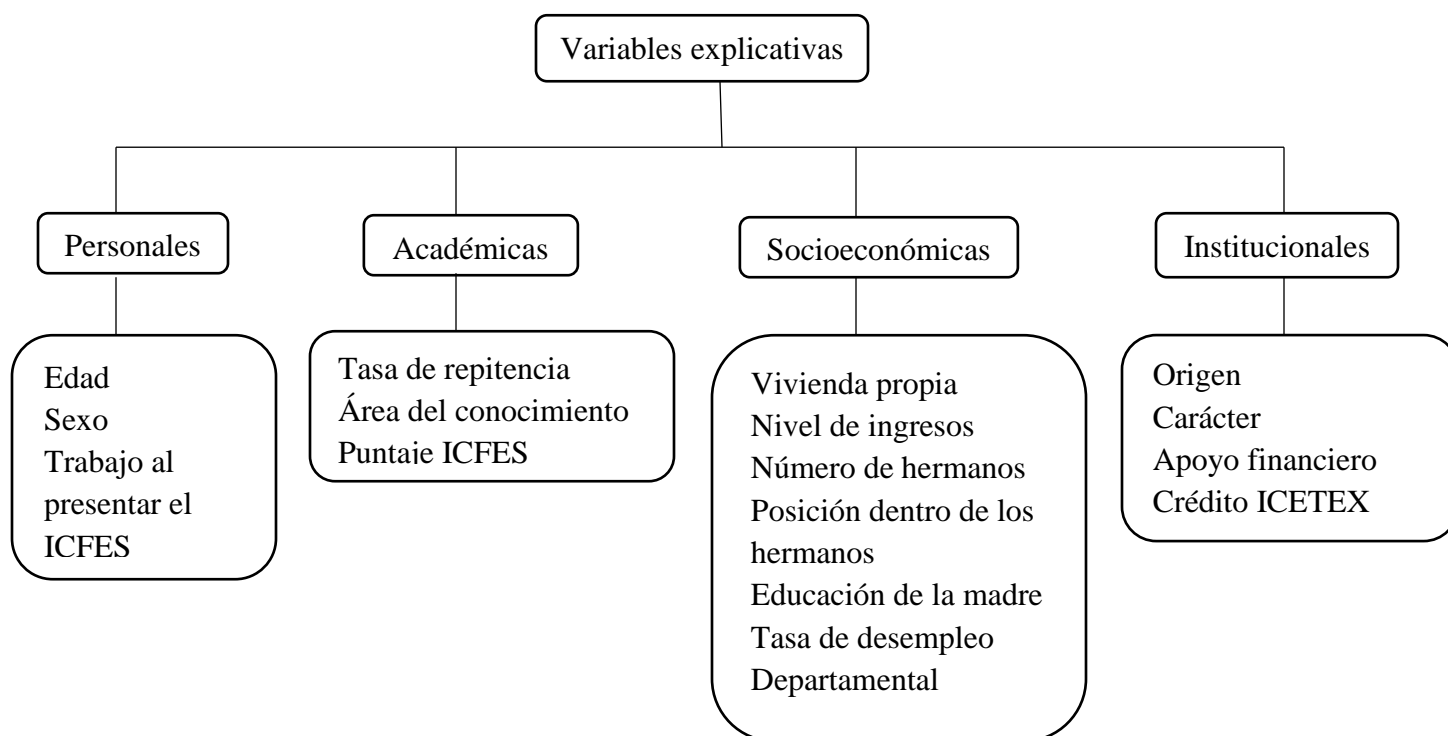 Variables explicativas
Personales
Académicas
Socioeconómicas
Institucionales
Edad
Sexo
Trabajo al
presentar el
ICFES
Tasa de repitencia
Área del conocimiento
Puntaje ICFES
Vivienda propia
Nivel de ingresos
Número de hermanos
Posición dentro de los
hermanos
Educación de la madre
Tasa de desempleo
Departamental
Origen
Carácter
Apoyo financiero
Crédito ICETEX